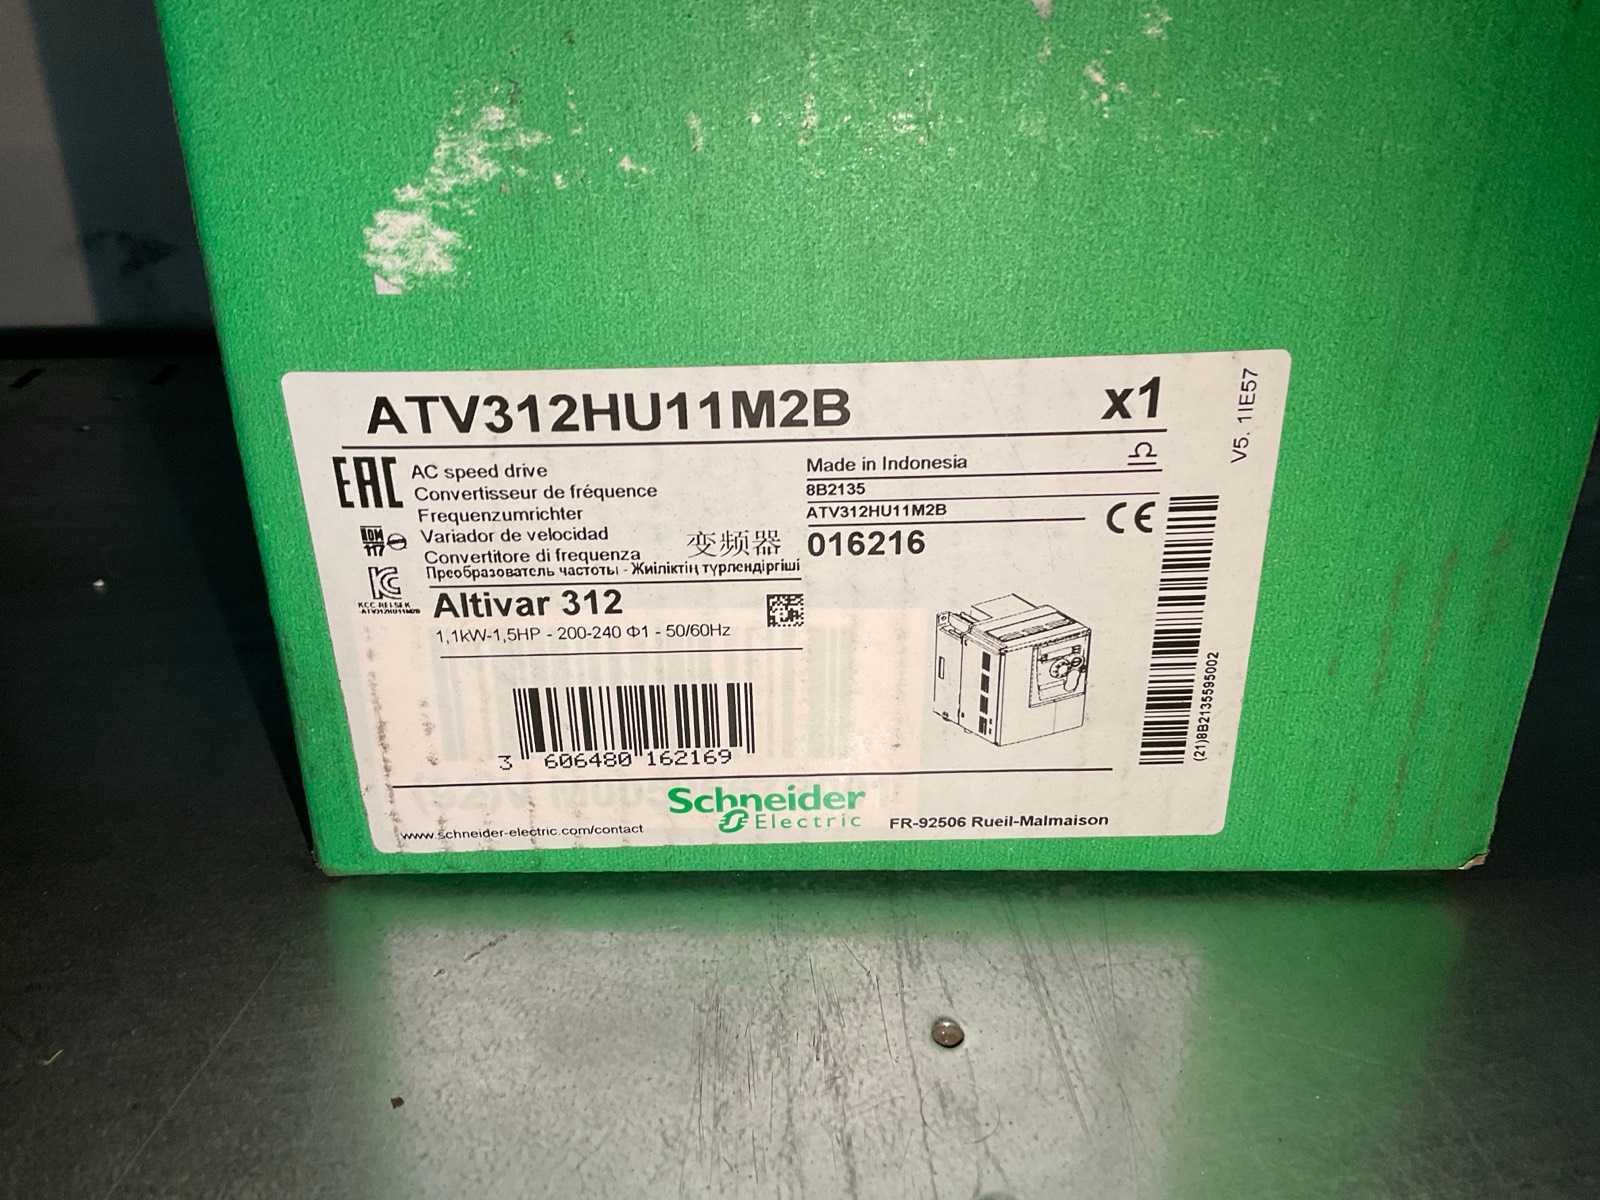 ATV312HU11M2B x1
V5. 1IE57
EAC
AC speed drive
Convertisseur de fréquence
Frequenzumrichter
Variador de velocidad
Convertitore di frequenza
变频器
Преобразователь частоты - Жиіліктің түрлендіргіші
Made in Indonesia
8B2135
ATV312HU11M2B
016216
CE
Altivar 312
1,1kW-1,5HP - 200-240 Φ1 - 50/60Hz
3 606480 162169
(21)8B2135595002
Schneider
Electric
www.schneider-electric.com/contact
FR-92506 Rueil-Malmaison